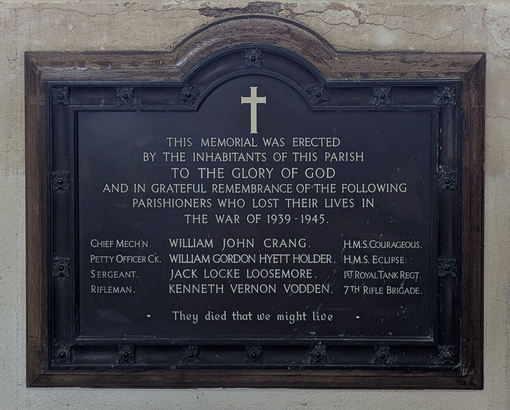 THIS MEMORIAL WAS ERECTED
BY THE INHABITANTS OF THIS PARISH
TO THE GLORY OF GOD
AND IN GRATEFUL REMEMBRANCE OF THE FOLLOWING
PARISHIONERS WHO LOST THEIR LIVES IN
THE WAR OF 1939-1945.
CHIEF MECH'N. WILLIAM JOHN CRANG. H.M.S. COURAGEOUS.
PETTY OFFICER CK. WILLIAM GORDON HYETT HOLDER. H.M.S. ECLIPSE.
SERGEANT. JACK LOCKE LOOSEMORE. 1ST ROYAL TANK REGT.
RIFLEMAN. KENNETH VERNON VODDEN. 7TH RIFLE BRIGADE.
They died that we might live